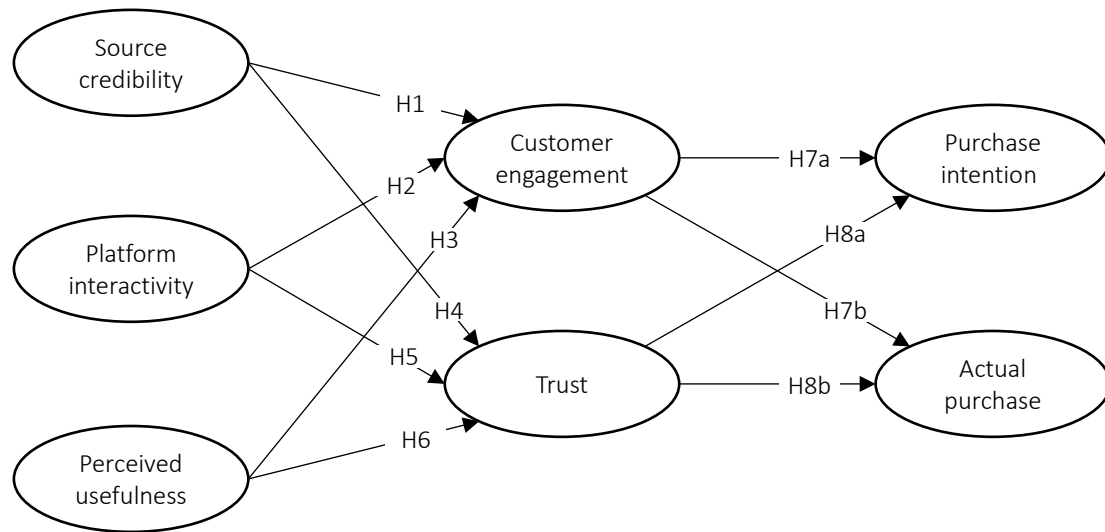 Source
credibility
Platform
interactivity
Perceived
usefulness
H1
H2
H3
H4
H5
H6
Customer
engagement
Trust
H7a
H8a
H7b
H8b
Purchase
intention
Actual
purchase